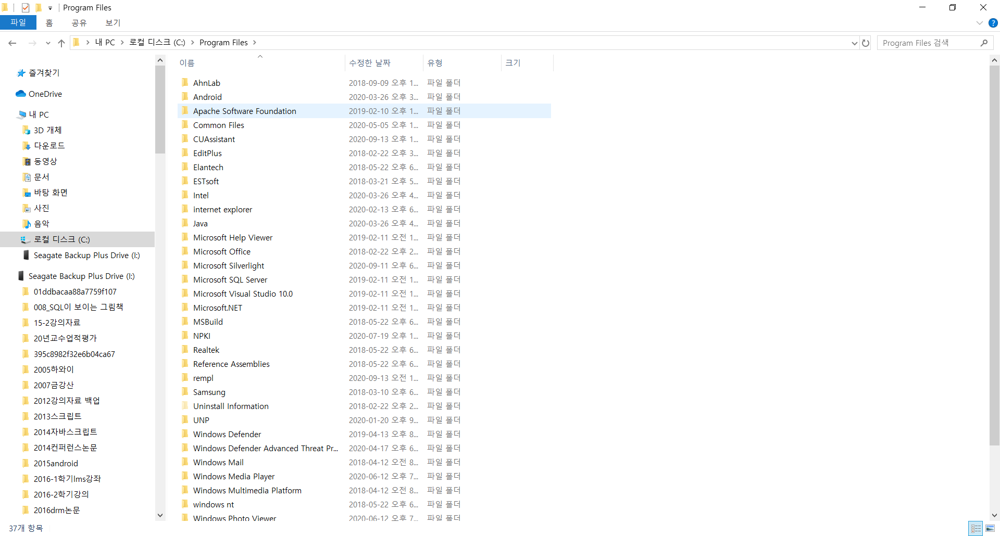 Program Files
파일 홈 공유 보기
내 PC 로컬 디스크 (C:) Program Files
Program Files 검색
즐겨찾기
OneDrive
내 PC
3D 개체
다운로드
동영상
문서
바탕 화면
사진
음악
로컬 디스크 (C:)
Seagate Backup Plus Drive (I:)
Seagate Backup Plus Drive (I:)
01ddbacaa88a7759f107
008_SQL이 보이는 그림책
15-2강의자료
20년교수업적평가
395c8982f32e6b04ca67
2005하와이
2007금강산
2012강의자료 백업
2013스크립트
2014자바스크립트
2014컨퍼런스논문
2015android
2016-1학기lms강좌
2016-2학기강의
2016drm논문
이름 수정한 날짜 유형 크기
AhnLab 2018-09-09 오후 1... 파일 폴더
Android 2020-03-26 오후 3... 파일 폴더
Apache Software Foundation 2019-02-10 오후 1... 파일 폴더
Common Files 2020-05-05 오후 1... 파일 폴더
CUAssistant 2020-09-13 오후 1... 파일 폴더
EditPlus 2018-02-22 오후 3... 파일 폴더
Elantech 2018-05-22 오후 6... 파일 폴더
ESTsoft 2018-03-21 오후 5... 파일 폴더
Intel 2020-03-26 오후 4... 파일 폴더
internet explorer 2020-02-13 오후 6... 파일 폴더
Java 2020-03-26 오후 4... 파일 폴더
Microsoft Help Viewer 2019-02-11 오전 1... 파일 폴더
Microsoft Office 2018-02-22 오후 2... 파일 폴더
Microsoft Silverlight 2020-09-11 오후 6... 파일 폴더
Microsoft SQL Server 2019-02-11 오전 1... 파일 폴더
Microsoft Visual Studio 10.0 2019-02-11 오전 1... 파일 폴더
Microsoft.NET 2019-02-11 오전 1... 파일 폴더
MSBuild 2018-05-22 오후 6... 파일 폴더
NPKI 2020-07-19 오후 1... 파일 폴더
Realtek 2018-05-22 오후 6... 파일 폴더
Reference Assemblies 2018-05-22 오후 6... 파일 폴더
rempl 2020-09-13 오전 1... 파일 폴더
Samsung 2018-03-10 오후 6... 파일 폴더
Uninstall Information 2018-02-22 오후 2... 파일 폴더
UNP 2020-01-20 오후 9... 파일 폴더
Windows Defender 2019-04-13 오후 8... 파일 폴더
Windows Defender Advanced Threat Pr... 2020-04-17 오후 6... 파일 폴더
Windows Mail 2018-04-12 오전 8... 파일 폴더
Windows Media Player 2020-06-12 오후 7... 파일 폴더
Windows Multimedia Platform 2018-04-12 오전 8... 파일 폴더
windows nt 2018-05-22 오후 6... 파일 폴더
Windows Photo Viewer 2020-06-12 오후 7... 파일 폴더
37개 항목